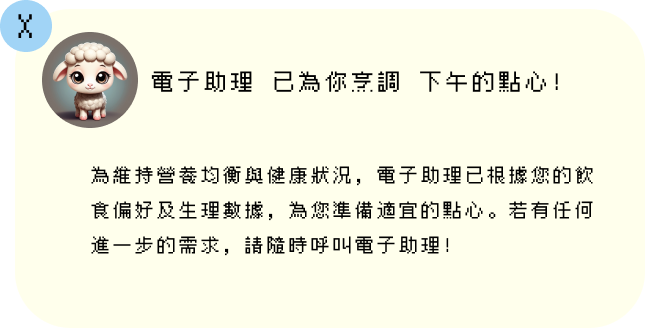 X
電子助理 已為你烹調 下午的點心!
為維持營養均衡與健康狀況，電子助理已根據您的飲
食偏好及生理數據，為您準備適宜的點心。若有任何
進一步的需求，請隨時呼叫電子助理!